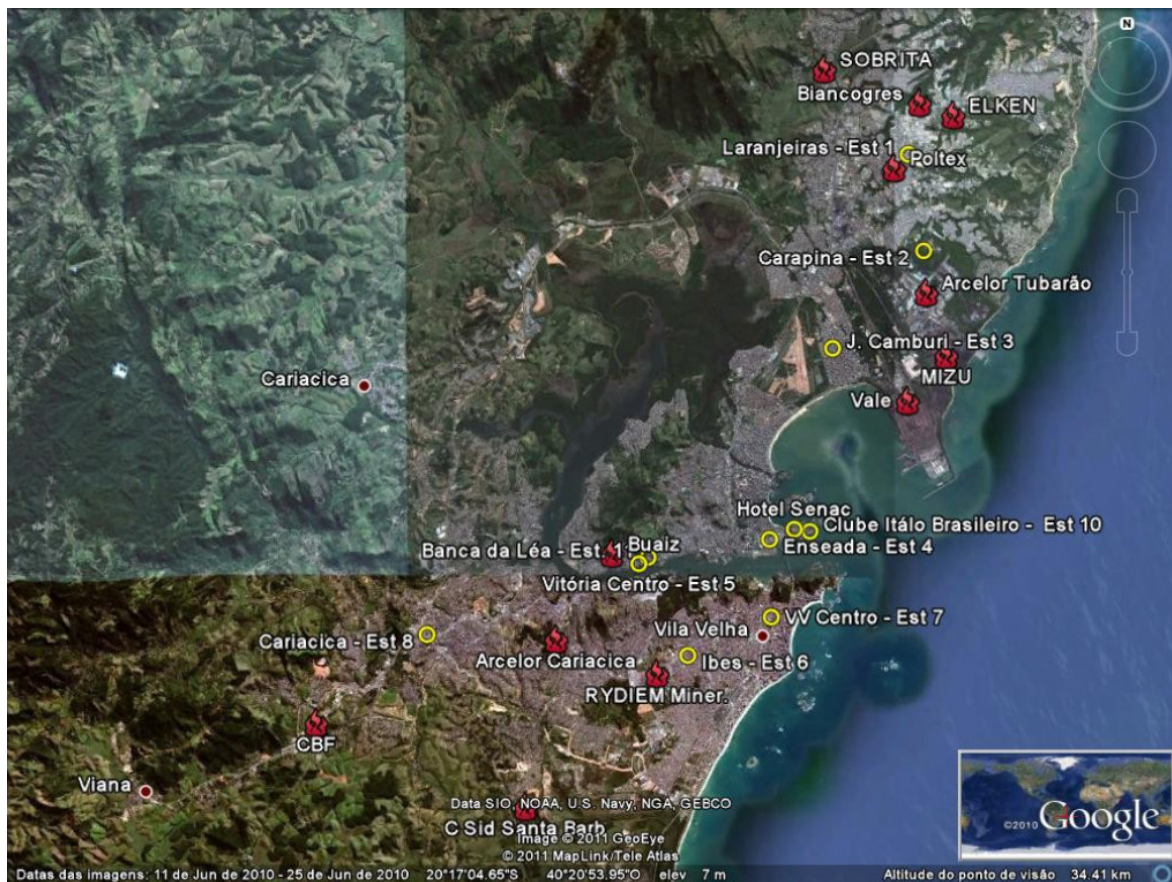 N
SOBRITA
Biancogres
ELKEN
Laranjeiras - Est 1
Poltex
Carapina - Est 2
Arcelor Tubarão
J. Camburi - Est 3
MIZU
Cariacica
Vale
Hotel Senac
Clube Itálo Brasileiro - Est 10
Enseada - Est 4
Buaiz
Banca da Léa - Est. 1
Vitória Centro - Est 5
VV Centro - Est 7
Vila Velha
Cariacica - Est 8
Arcelor Cariacica
Ibes - Est 6
RYDIEM Miner.
CBF
Viana
Data SIO, NOAA, U.S. Navy, NGA, GEBCO
C Sid Santa Barb
Image © 2011 GeoEye
© 2011 MapLink/Tele Atlas
©2010 Google
Datas das imagens: 11 de Jun de 2010 - 25 de Jun de 2010 20°17'04.65"S 40°20'53.95"O elev 7 m Altitude do ponto de visão 34.41 km